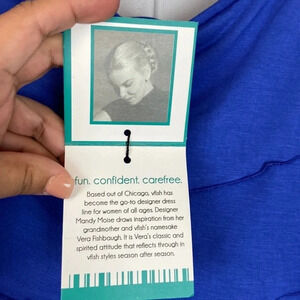 fun. confident. carefree.
Based out of Chicago, vfish has
become the go-to designer dress
line for women of all ages. Designer
Mandy Moise draws inspiration from her
grandmother and vfish's namesake
Vera Fishbaugh. It is Vera's classic and
spirited attitude that reflects through in
vfish styles season after season.